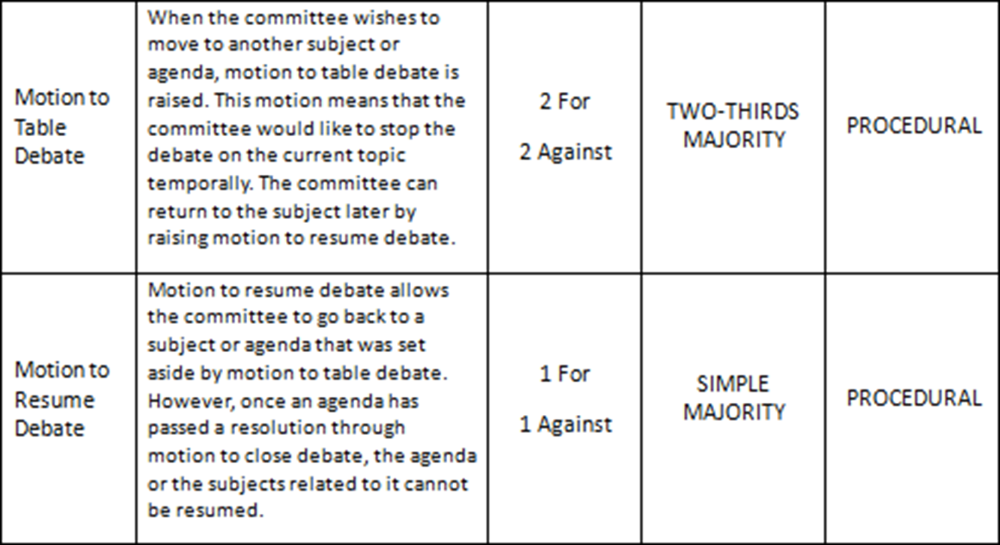 Motion to
Table
Debate
When the committee wishes to
move to another subject or
agenda, motion to table debate is
raised. This motion means that the
committee would like to stop the
debate on the current topic
temporally. The committee can
return to the subject later by
raising motion to resume debate.
2 For
2 Against
TWO-THIRDS
MAJORITY
PROCEDURAL
Motion to
Resume
Debate
Motion to resume debate allows
the committee to go back to a
subject or agenda that was set
aside by motion to table debate.
However, once an agenda has
passed a resolution through
motion to close debate, the agenda
or the subjects related to it cannot
be resumed.
1 For
1 Against
SIMPLE
MAJORITY
PROCEDURAL